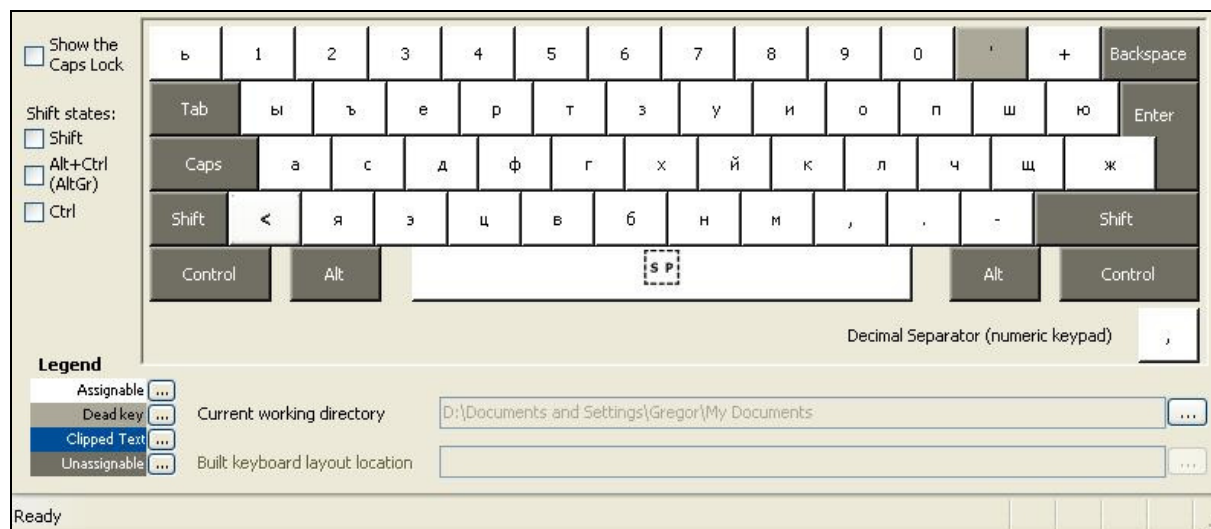 Show the
Caps Lock
Shift states:
Shift
Alt+Ctrl
(AltGr)
Ctrl
ь 1 2 3 4 5 6 7 8 9 0 ' + Backspace
Tab ы ъ е р т з у и о п ш ю Enter
Caps а с д ф г х й к л ч щ ж
Shift < я э ц в б н м , . - Shift
Control Alt SP Alt Control
Decimal Separator (numeric keypad) ;
Legend
Assignable ...
Dead key ...
Clipped Text ...
Unassignable ...
Current working directory D:\Documents and Settings\Gregor\My Documents ...
Built keyboard layout location ...
Ready